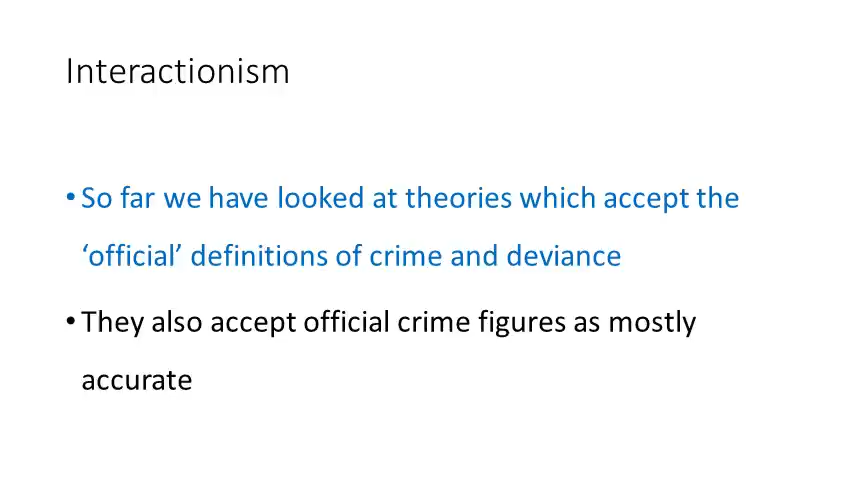 Interactionism
• So far we have looked at theories which accept the
‘official’ definitions of crime and deviance
• They also accept official crime figures as mostly
accurate